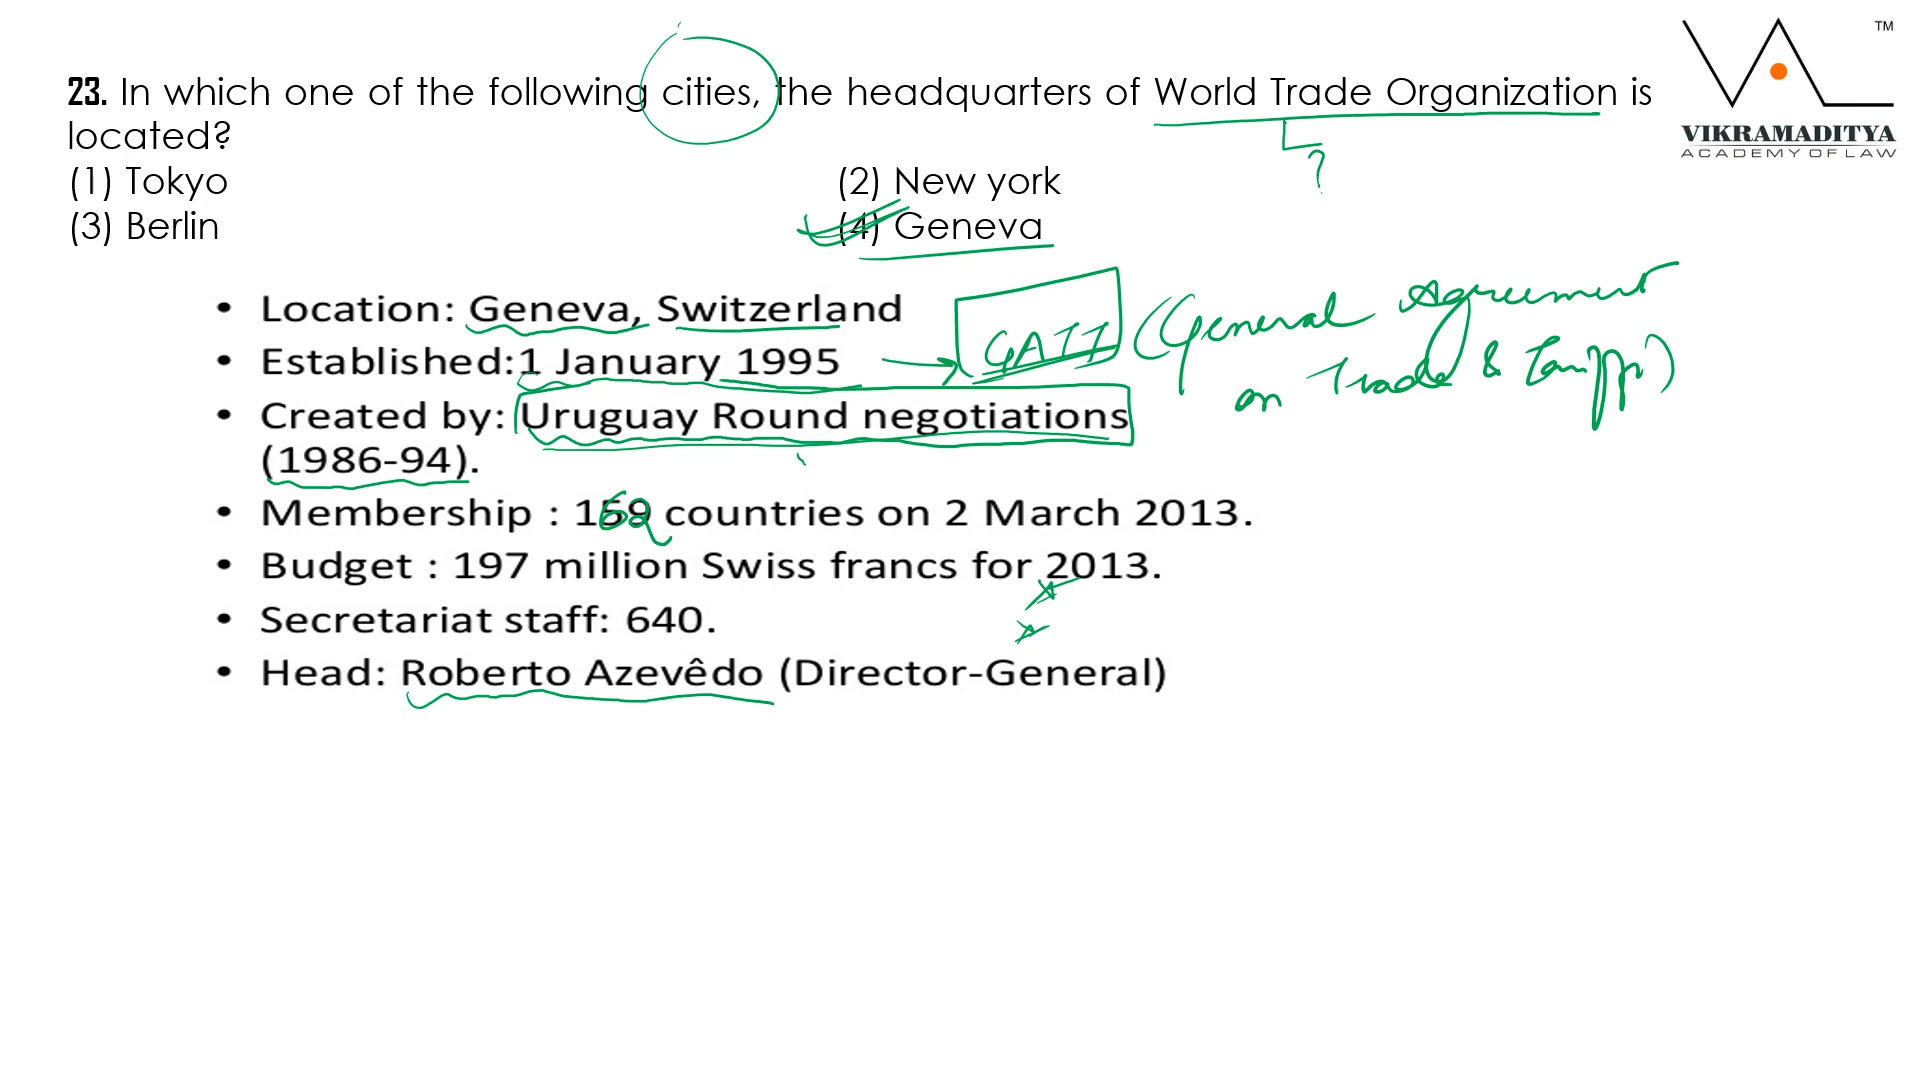 23. In which one of the following cities, the headquarters of World Trade Organization is
located?
?
(1) Tokyo
(2) New york
(3) Berlin
(4) Geneva
TM
VIKRAMADITYA
ACADEMY OF LAW
• Location: Geneva, Switzerland
• Established:1 January 1995
GATT (General Agreement
on Trade & Tariff)
• Created by: Uruguay Round negotiations
(1986-94).
• Membership : 159 countries on 2 March 2013.
• Budget : 197 million Swiss francs for 2013.
• Secretariat staff: 640.
• Head: Roberto Azevêdo (Director-General)